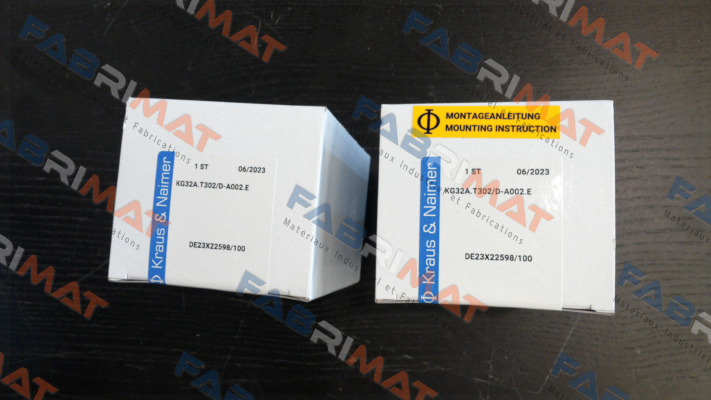 1 ST 06/2023
KG32A.T302/D-A002.E
DE23X22598/100
Kraus & Naimer
MONTAGEANLEITUNG
MOUNTING INSTRUCTION
1 ST 06/2023
KG32A.T302/D-A002.E
DE23X22598/100
Kraus & Naimer
FABRIMAT
Materiaux Industriels et Fabrications